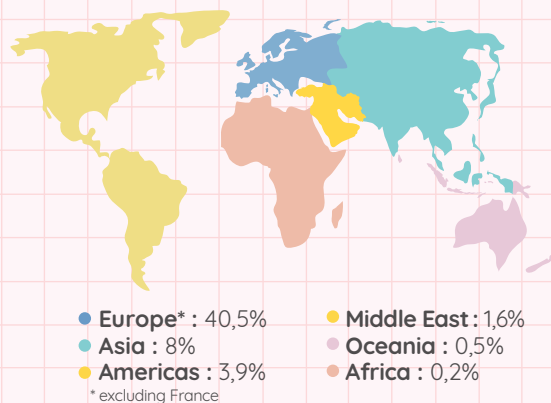 Europe* : 40,5%
Asia : 8%
Americas : 3,9%
* excluding France
Middle East : 1,6%
Oceania : 0,5%
Africa : 0,2%